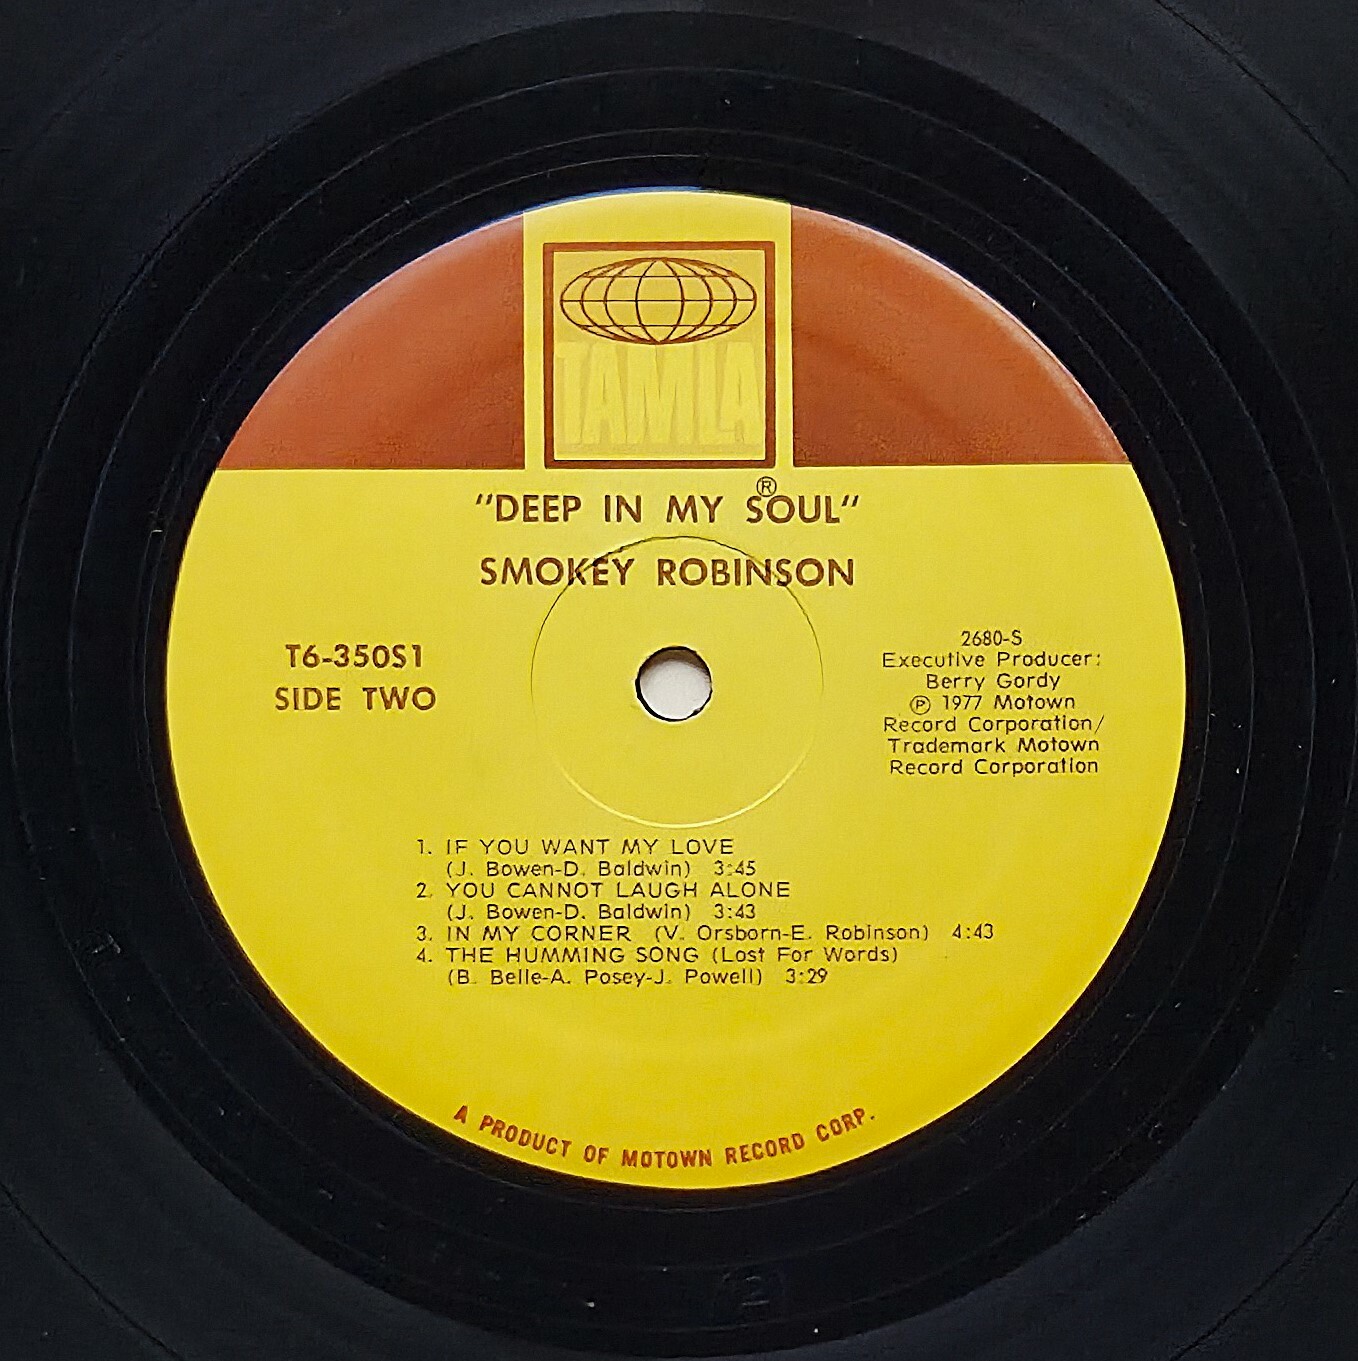 TAMLA
®
"DEEP IN MY SOUL"
SMOKEY ROBINSON
T6-350S1
SIDE TWO
2680-S
Executive Producer:
Berry Gordy
℗ 1977 Motown
Record Corporation/
Trademark Motown
Record Corporation
1. IF YOU WANT MY LOVE
(J. Bowen-D. Baldwin) 3:45
2. YOU CANNOT LAUGH ALONE
(J. Bowen-D. Baldwin) 3:43
3. IN MY CORNER (V. Orsborn-E. Robinson) 4:43
4. THE HUMMING SONG (Lost For Words)
(B. Belle-A. Posey-J. Powell) 3:29
A PRODUCT OF MOTOWN RECORD CORP.